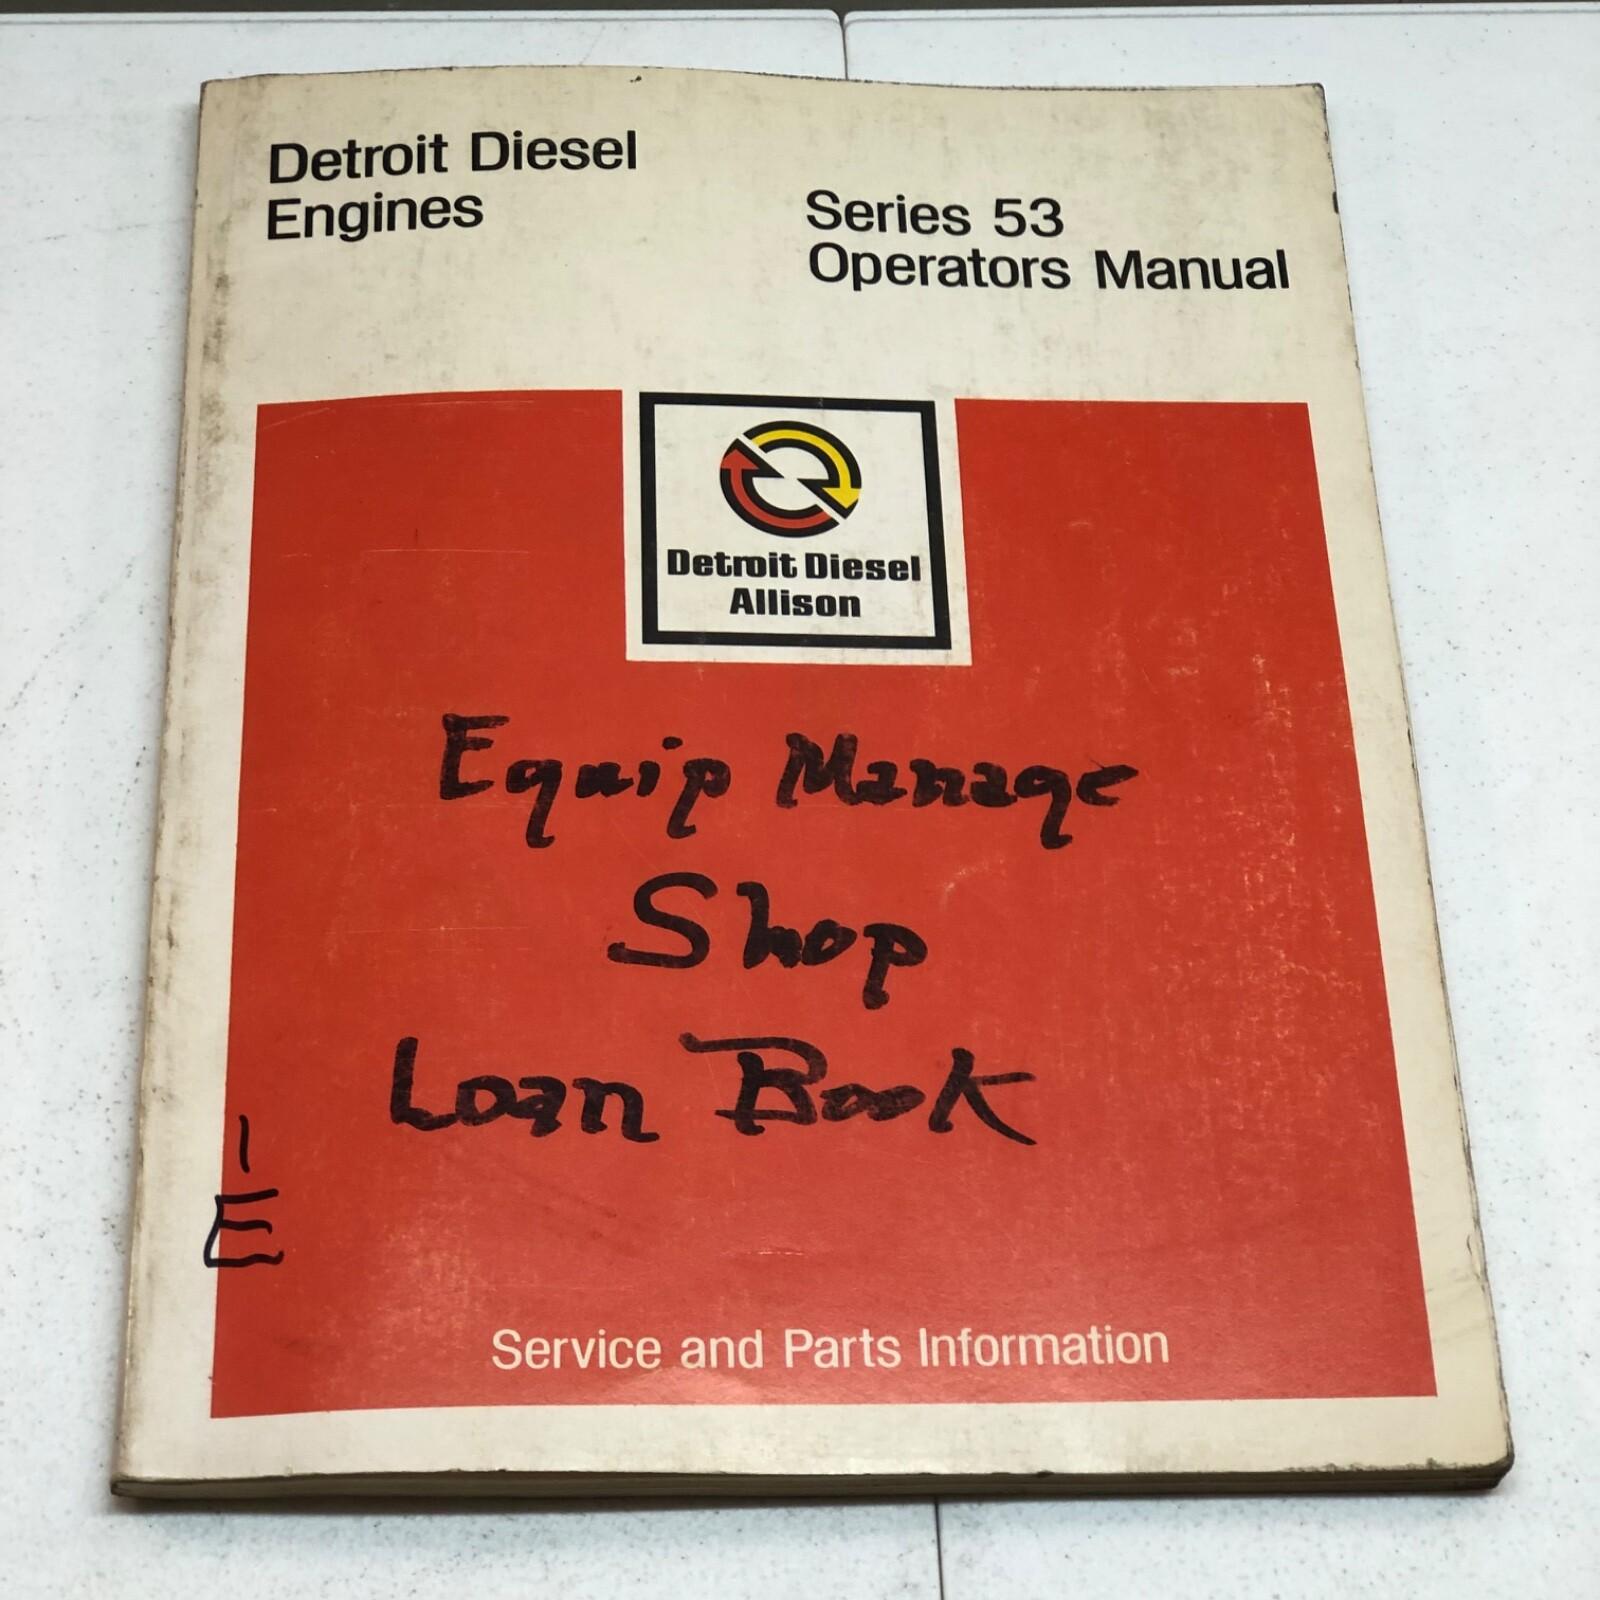 Detroit Diesel
Engines
Series 53
Operators Manual
Detroit Diesel
Allison
Equip Manage
Shop
Loan Book
E
Service and Parts Information